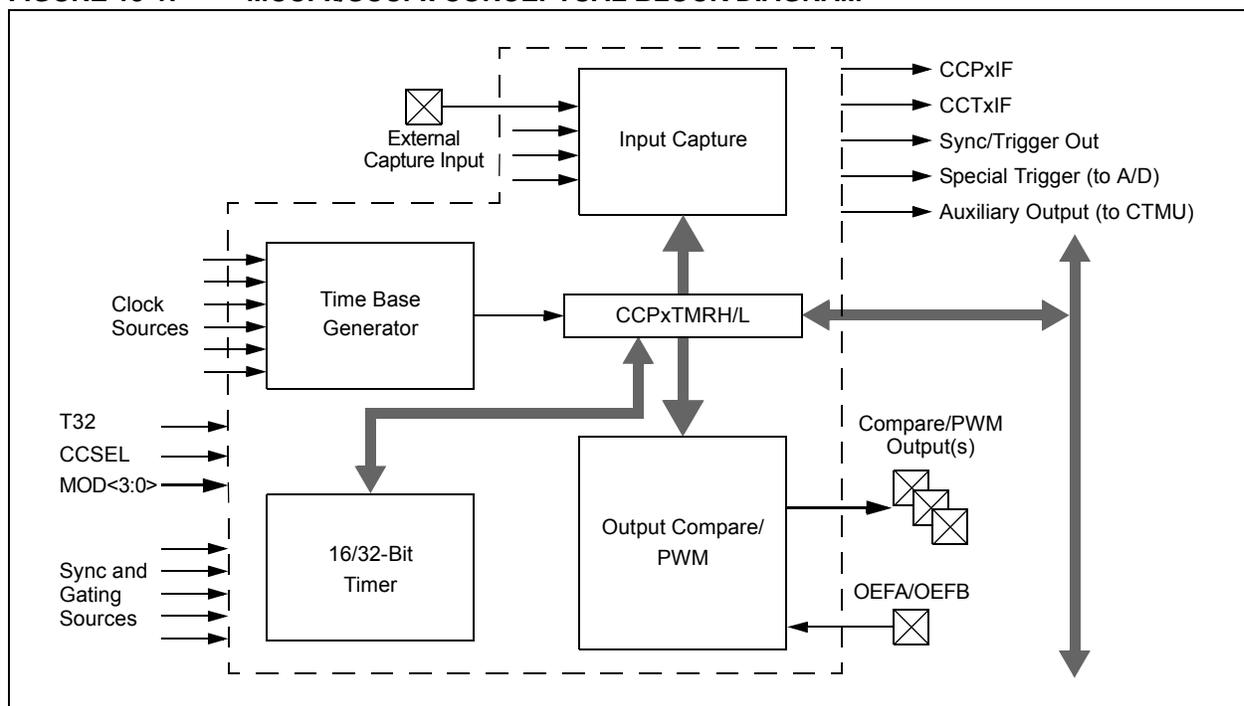 CCPxIF
CCTxIF
Sync/Trigger Out
Special Trigger (to A/D)
Auxiliary Output (to CTMU)
External
Capture Input
Input Capture
Clock
Sources
Time Base
Generator
CCPxTMRH/L
T32
CCSEL
MOD<3:0>
Compare/PWM
Output(s)
Sync and
Gating
Sources
16/32-Bit
Timer
Output Compare/
PWM
OEFA/OEFB